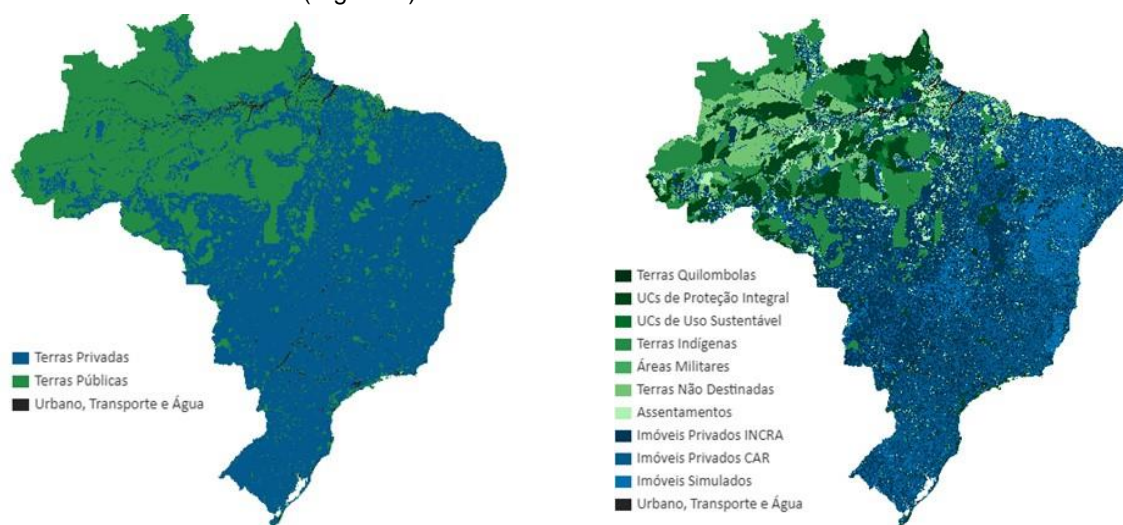 Terras Privadas
Terras Públicas
Urbano, Transporte e Água
Terras Quilombolas
UCs de Proteção Integral
UCs de Uso Sustentável
Terras Indígenas
Áreas Militares
Terras Não Destinadas
Assentamentos
Imóveis Privados INCRA
Imóveis Privados CAR
Imóveis Simulados
Urbano, Transporte e Água